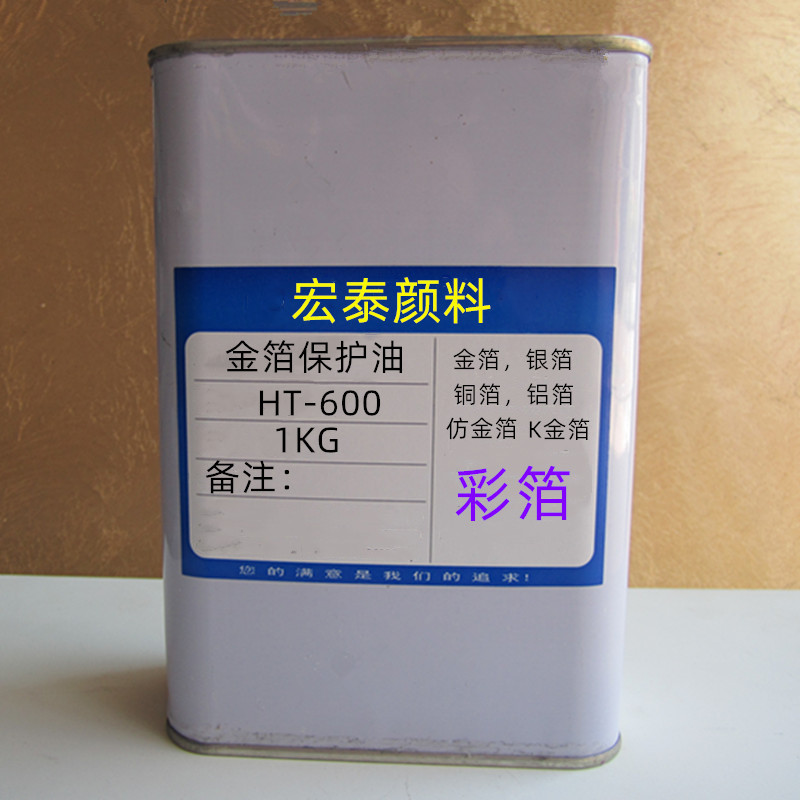 宏泰颜料
金箔保护油
HT-600
1KG
备注：
金箔，银箔
铜箔，铝箔
仿金箔 K金箔
彩箔
您的满意是我们的追求！